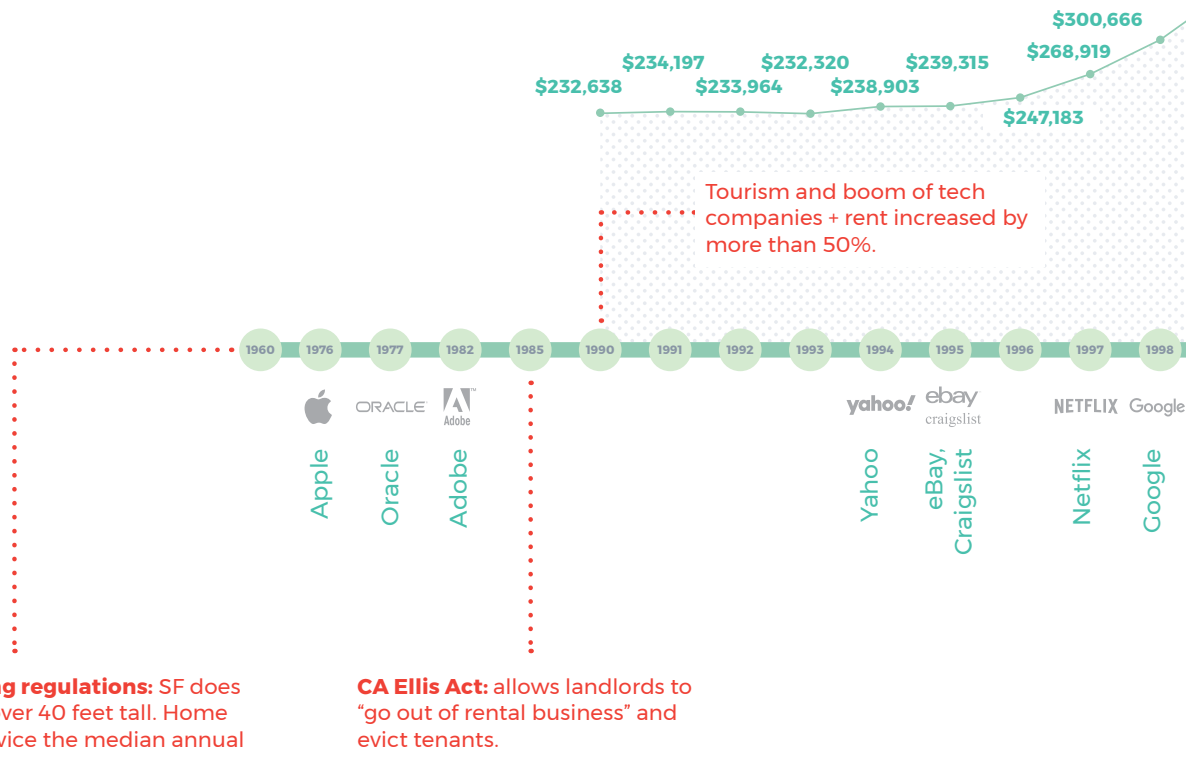 $300,666
$234,197 $232,320 $239,315 $268,919
$232,638 $233,964 $238,903
$247,183
Tourism and boom of tech
companies + rent increased by
more than 50%.
1960 1976 1977 1982 1985 1990 1991 1992 1993 1994 1995 1996 1997 1998
ORACLE Adobe™ yahoo! ebay craigslist NETFLIX Google
Apple
Oracle
Adobe
Yahoo
eBay,
Craigslist
Netflix
Google
regulations: SF does
over 40 feet tall. Home
the median annual
CA Ellis Act: allows landlords to
“go out of rental business” and
evict tenants.